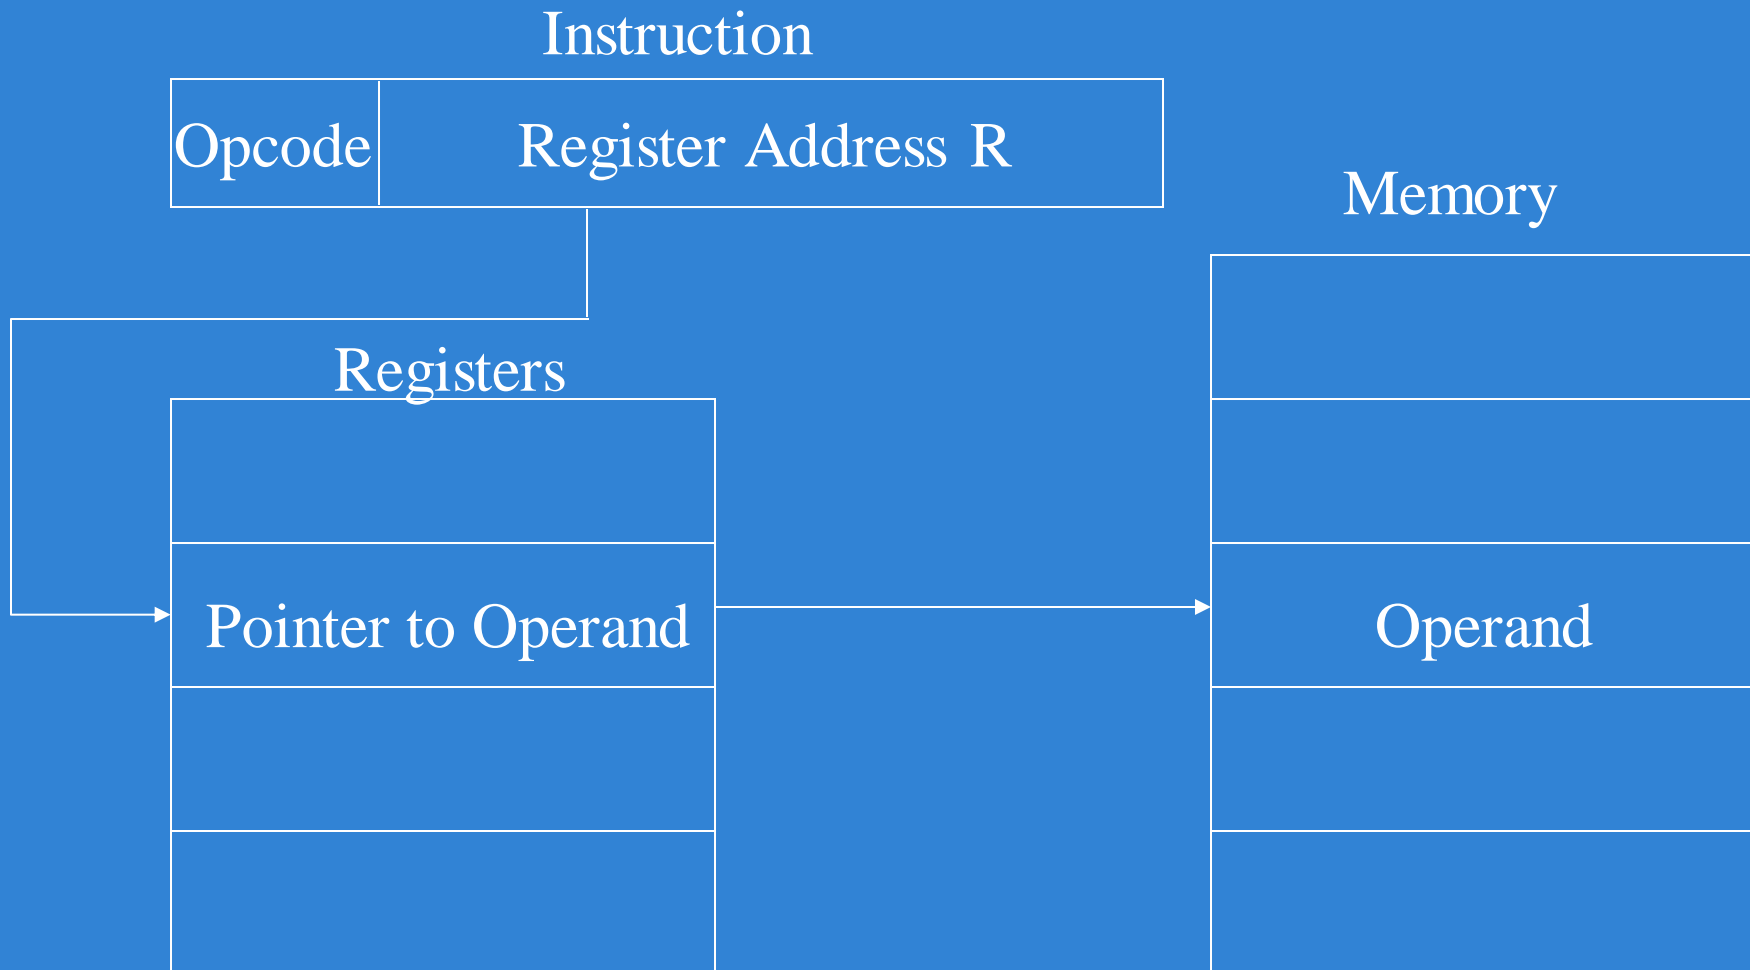 Instruction
Opcode
Register Address R
Memory
Registers
Pointer to Operand
Operand